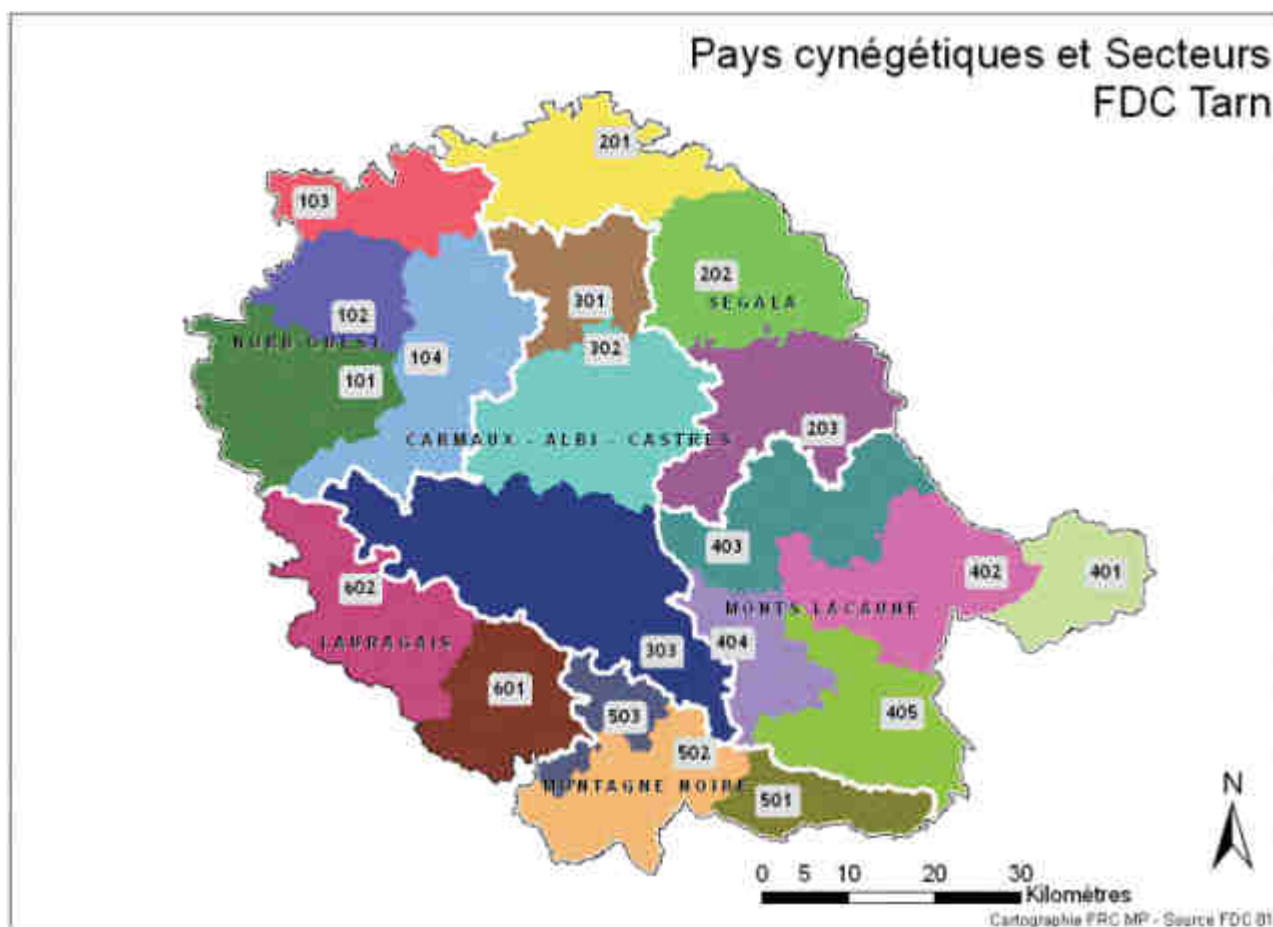 Pays cynégétiques et Secteurs
FDC Tarn
201
103
202
SEGALA
301
102
NORD OUEST
302
104
101
203
CARMAUX - ALBI - CASTRES
403
402
401
602
MONTS LACAUNE
LAURAGAIS
303
404
601
503
405
502
MONTAGNE NOIRE
501
N
0 5 10 20 30
Kilomètres
Cartographie FRC MP - Source FDC 81